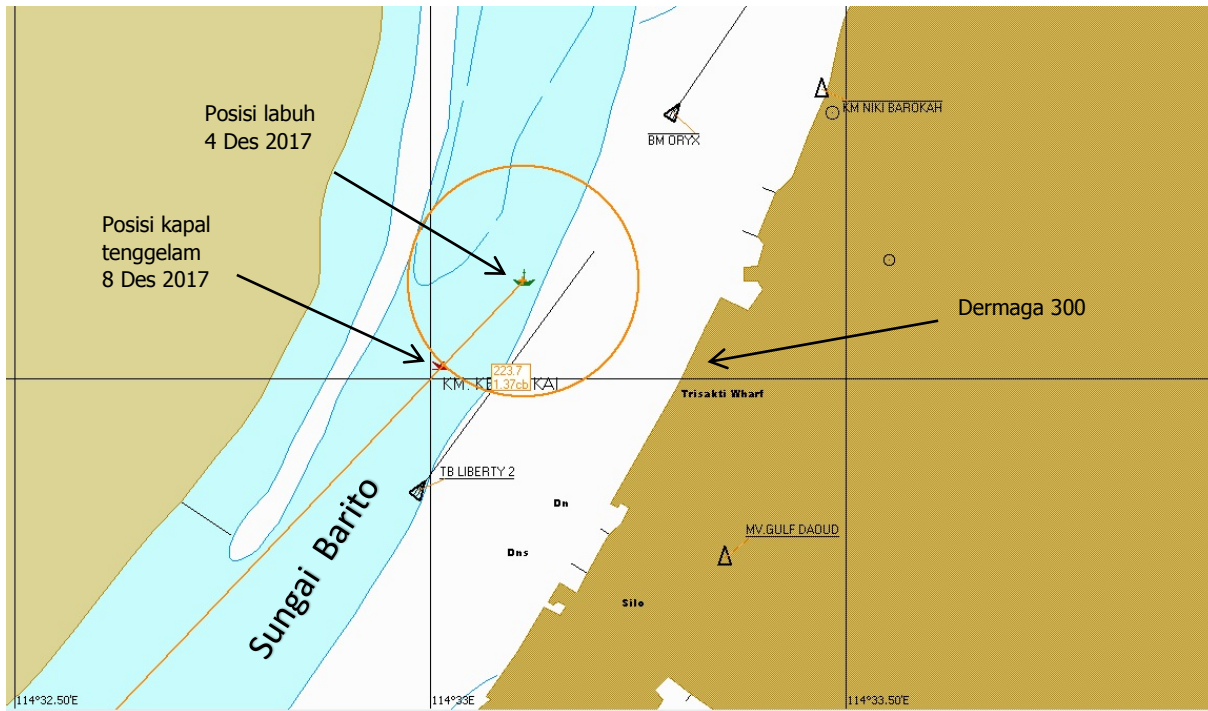 Posisi labuh
4 Des 2017
Posisi kapal
tenggelam
8 Des 2017
BM ORYX
KM NIKI BAROKAH
Dermaga 300
223.7
1.37cb
KM.
Trisakti Wharf
TB LIBERTY 2
Dn
Dns
MV.GULF DAOUD
Silo
Sungai Barito
114°32.50'E
114°33'E
114°33.50'E